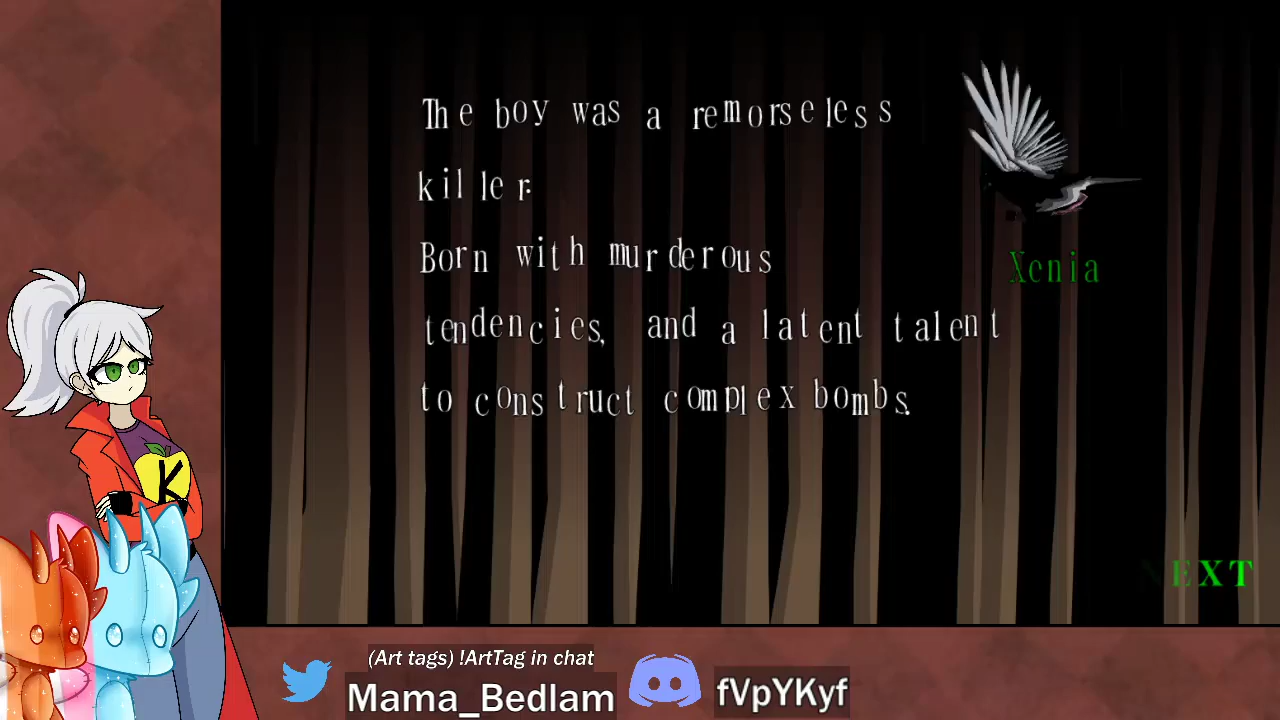 The boy was a remorseless
killer.
Born with murderous
tendencies, and a latent talent
to construct complex bombs.
Xenia
NEXT
K
(Art tags) !ArtTag in chat
Mama_Bedlam
fVpYKyf